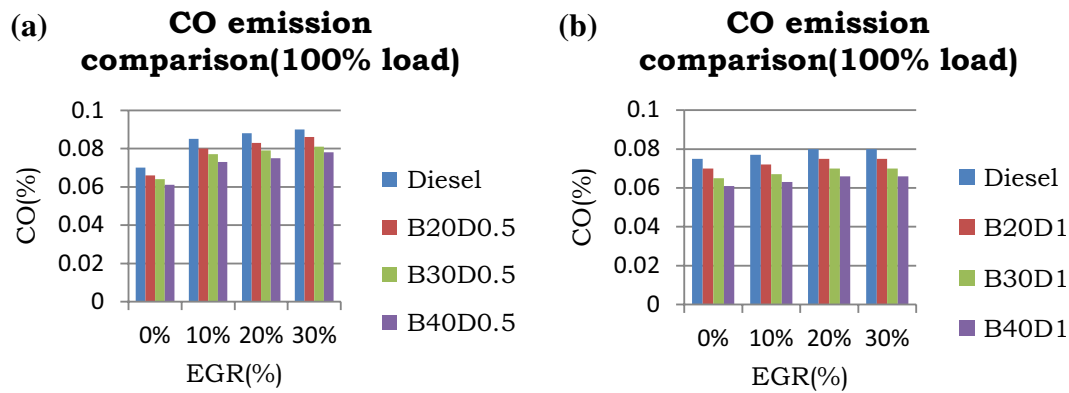 (a)
CO emission
comparison(100% load)
0.1
0.08
0.06
0.04
0.02
0
CO(%)
0% 10% 20% 30%
EGR(%)
Diesel
B20D0.5
B30D0.5
B40D0.5
(b)
CO emission
comparison(100% load)
0.1
0.08
0.06
0.04
0.02
0
CO(%)
0% 10% 20% 30%
EGR(%)
Diesel
B20D1
B30D1
B40D1